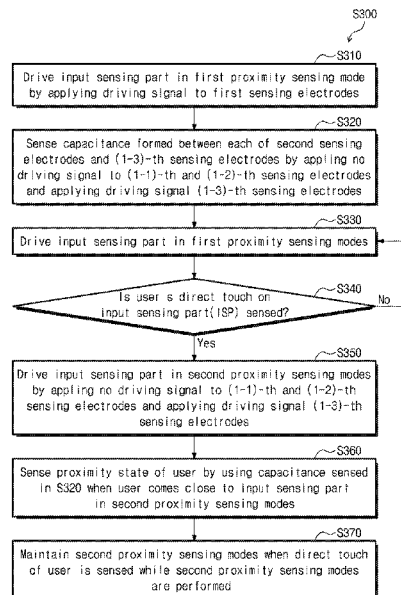 S300
S310
Drive input sensing part in first proximity sensing mode
by applying driving signal to first sensing electrodes
S320
Sense capacitance formed between each of second sensing
electrodes and (1-3)-th sensing electrodes by appling no
driving signal to (1-1)-th and (1-2)-th sensing electrodes
and applying driving signal (1-3)-th sensing electrodes
S330
Drive input sensing part in first proximity sensing modes
S340
Is user s direct touch on
input sensing part(ISP) sensed?
No
Yes
S350
Drive input sensing part in second proximity sensing modes
by appling no driving signal to (1-1)-th and (1-2)-th
sensing electrodes and applying driving signal (1-3)-th
sensing electrodes
S360
Sense proximity state of user by using capacitance sensed
in S320 when user comes close to input sensing part
in second proximity sensing modes
S370
Maintain second proximity sensing modes when direct touch
of user is sensed while second proximity sensing modes
are performed